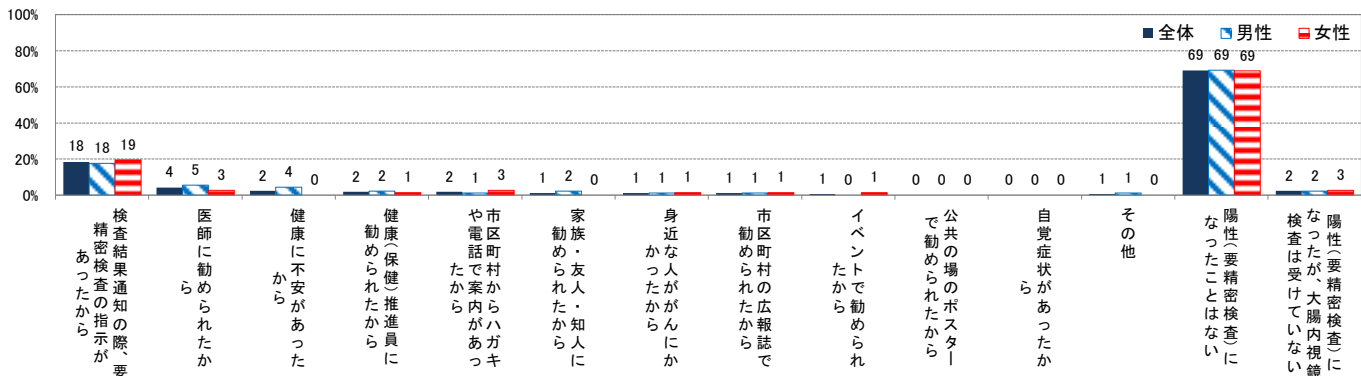 100%
80%
60%
40%
20%
0%
全体 男性 女性
18 18 19
4 5 3
2 4 0
2 2 1
2 1 3
1 2 0
1 1 1
1 1 1
1 0 1
0 0 0
0 0 0
1 1 0
69 69 69
2 2 3
検査結果通知の際、要
精密検査の指示が
あったから
医師に勧められたか
ら
健康に不安があった
から
健康(保健)推進員に
勧められたから
市区町村からハガキ
や電話で案内があっ
たから
家族・友人・知人に
勧められたから
身近な人ががんにか
かったから
市区町村の広報誌で
勧められたから
イベントで勧められ
たから
公共の場のポスター
で勧められたから
自覚症状があったか
ら
その他
陽性(要精密検査)に
なったことはない
陽性(要精密検査)に
なったが、大腸内視鏡
検査は受けていない